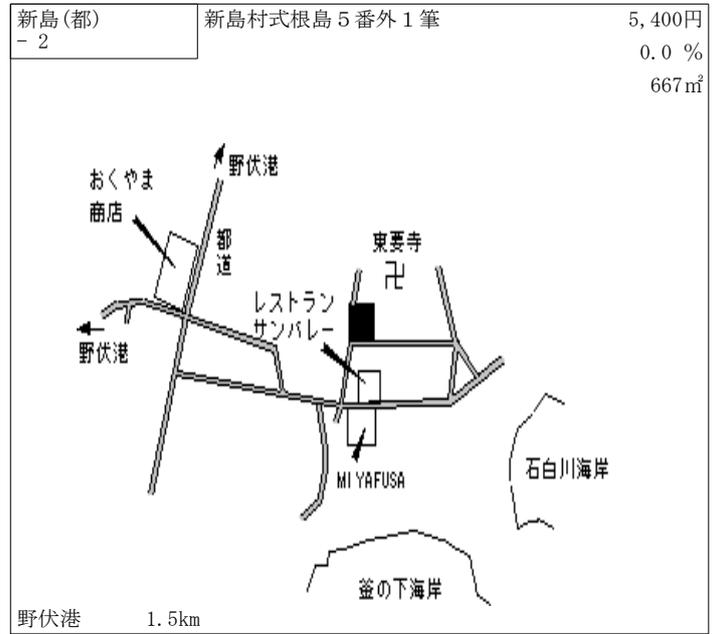 新島(都)
- 2
新島村式根島５番外１筆
5,400円
0.0 %
667㎡
野伏港
おくやま
商店
都道
東要寺
卍
レストラン
サンバレー
野伏港
MIYAFUSA
石白川海岸
釜の下海岸
野伏港 1.5km